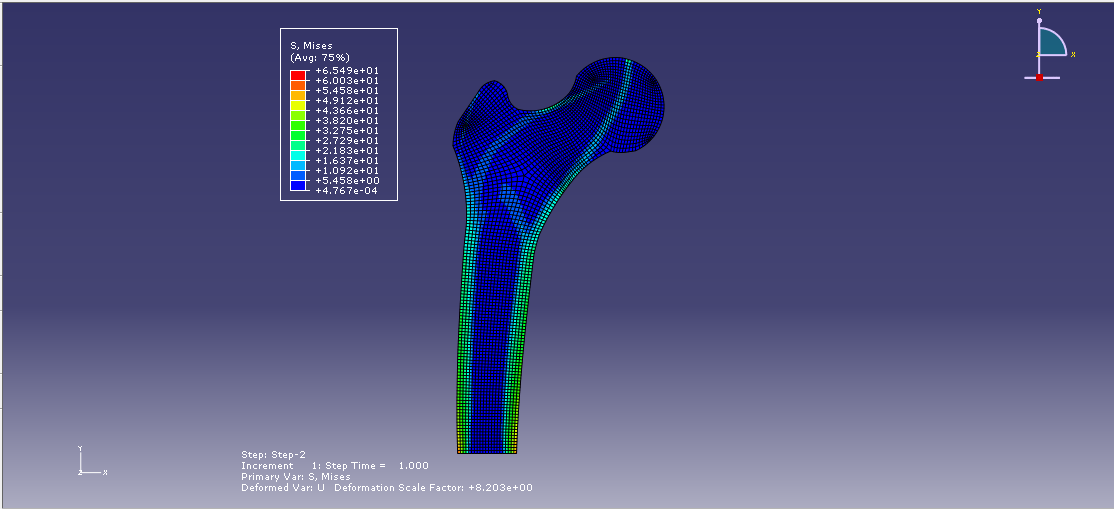 S, Mises
(Avg: 75%)
+6.549e+01
+6.003e+01
+5.458e+01
+4.912e+01
+4.366e+01
+3.820e+01
+3.275e+01
+2.729e+01
+2.183e+01
+1.637e+01
+1.092e+01
+5.458e+00
+4.767e-04
Y
X
Y
X
Z
Step: Step-2
Increment 1: Step Time = 1.000
Primary Var: S, Mises
Deformed Var: U Deformation Scale Factor: +8.203e+00